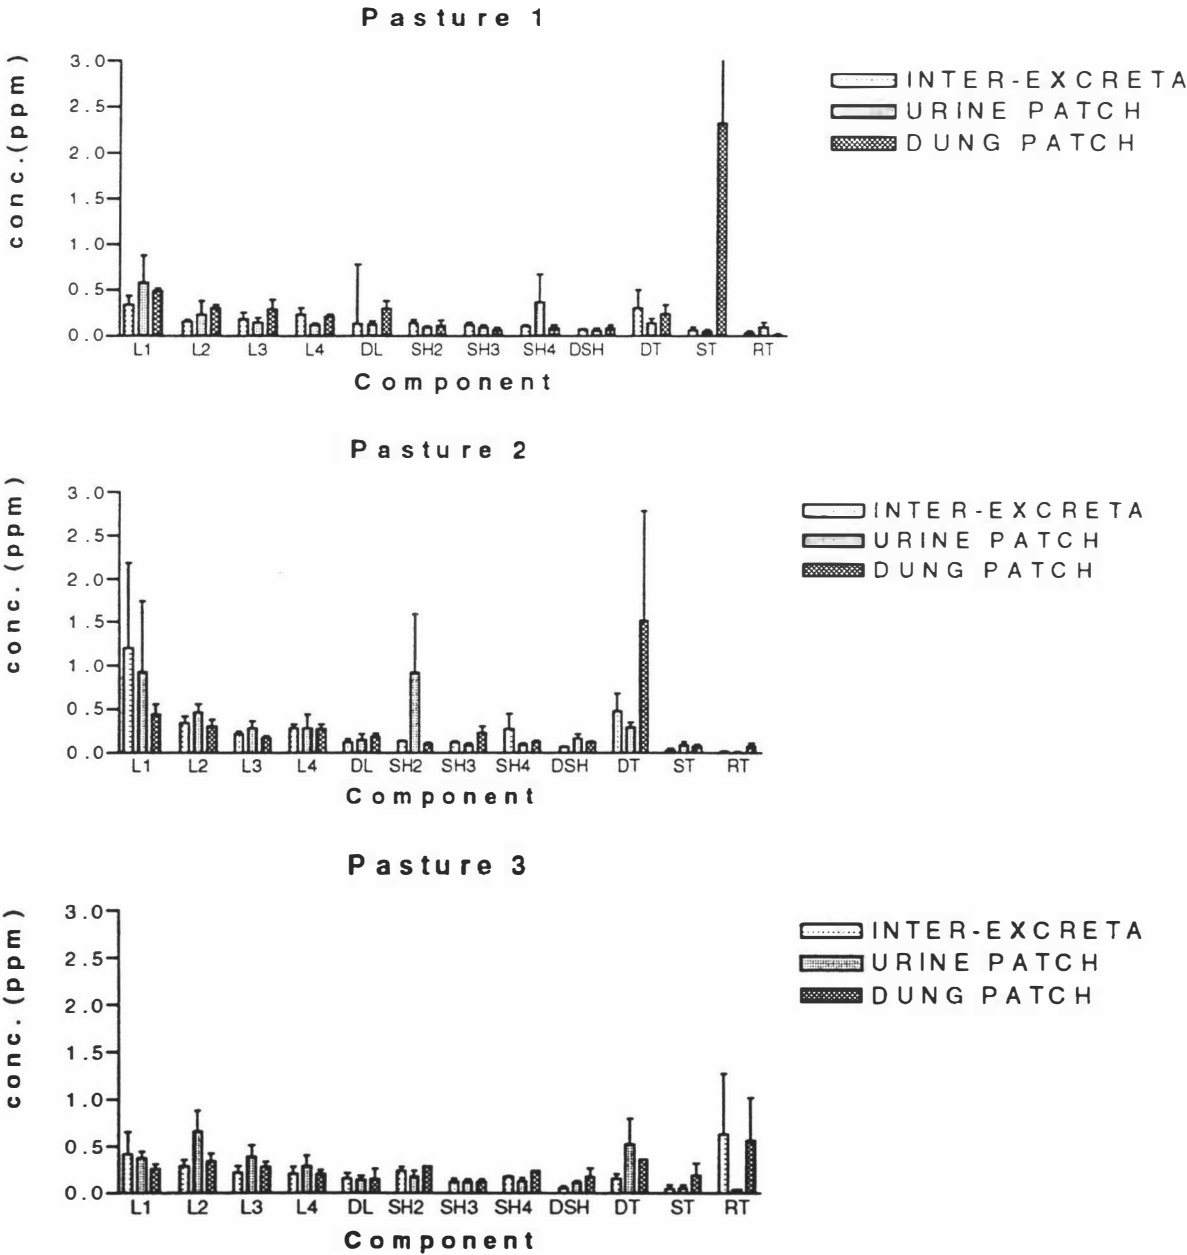 Pasture 1
conc.(ppm)
3.0
2.5
2.0
1.5
1.0
0.5
0.0
L1 L2 L3 L4 DL SH2 SH3 SH4 DSH DT ST RT
Component
INTER-EXCRETA
URINE PATCH
DUNG PATCH
Pasture 2
conc.(ppm)
3.0
2.5
2.0
1.5
1.0
0.5
0.0
L1 L2 L3 L4 DL SH2 SH3 SH4 DSH DT ST RT
Component
INTER-EXCRETA
URINE PATCH
DUNG PATCH
Pasture 3
conc.(ppm)
3.0
2.5
2.0
1.5
1.0
0.5
0.0
L1 L2 L3 L4 DL SH2 SH3 SH4 DSH DT ST RT
Component
INTER-EXCRETA
URINE PATCH
DUNG PATCH